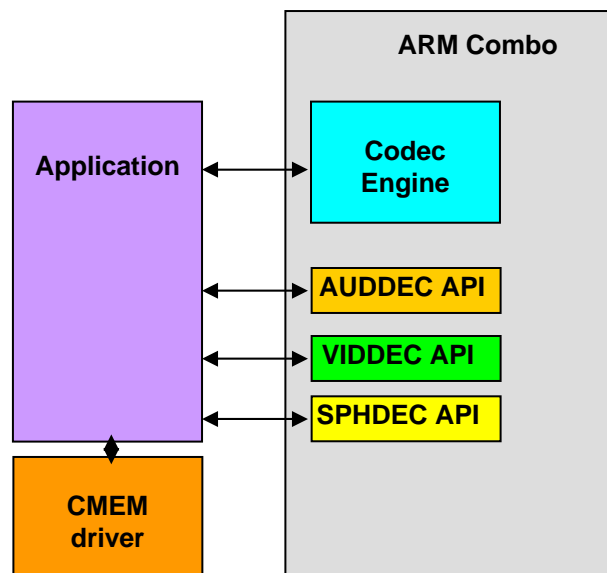 ARM Combo
Application
Codec
Engine
AUDDEC API
VIDDEC API
SPHDEC API
CMEM
driver